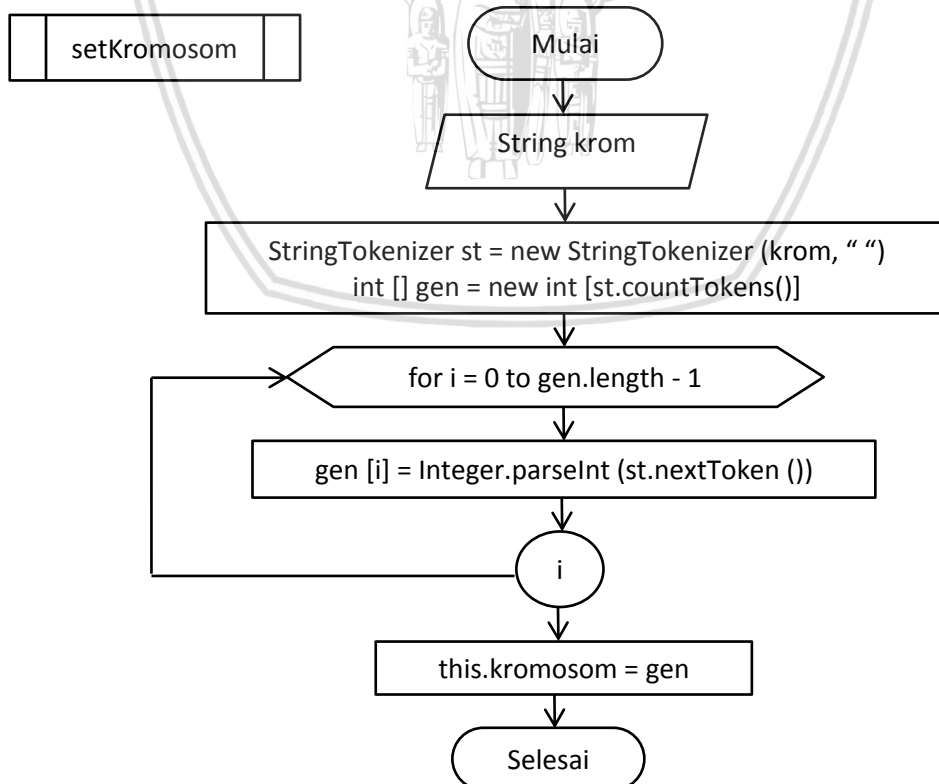 setKromosom
Mulai
String krom
StringTokenizer st = new StringTokenizer (krom, “ “)
int [] gen = new int [st.countTokens()]
for i = 0 to gen.length - 1
gen [i] = Integer.parseInt (st.nextToken ())
i
this.kromosom = gen
Selesai